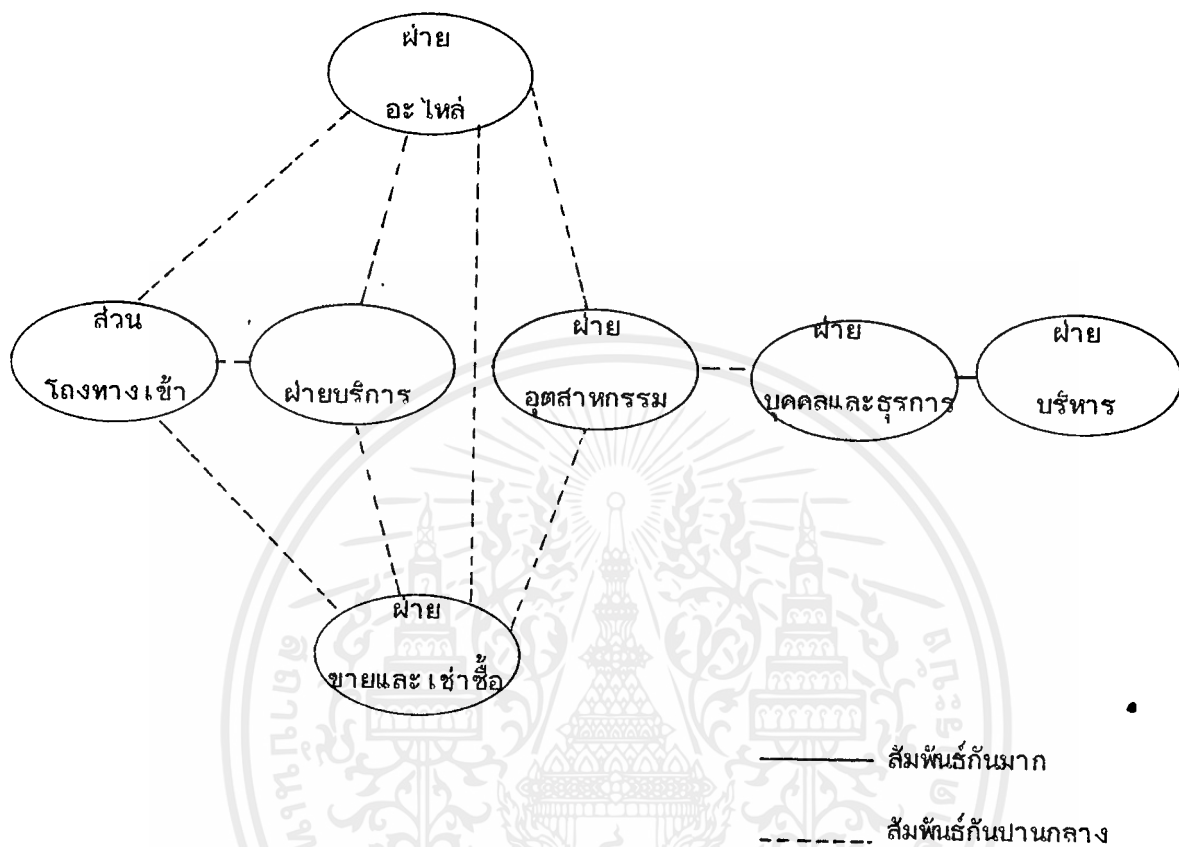 ฝ่าย
อะไหล่
ส่วน
โถงทางเข้า
ฝ่ายบริการ
ฝ่าย
อุตสาหกรรม
ฝ่าย
บุคคลและธุรการ
ฝ่าย
บริหาร
ฝ่าย
ขายและเช่าซื้อ
สัมพันธ์กันมาก
สัมพันธ์กันปานกลาง